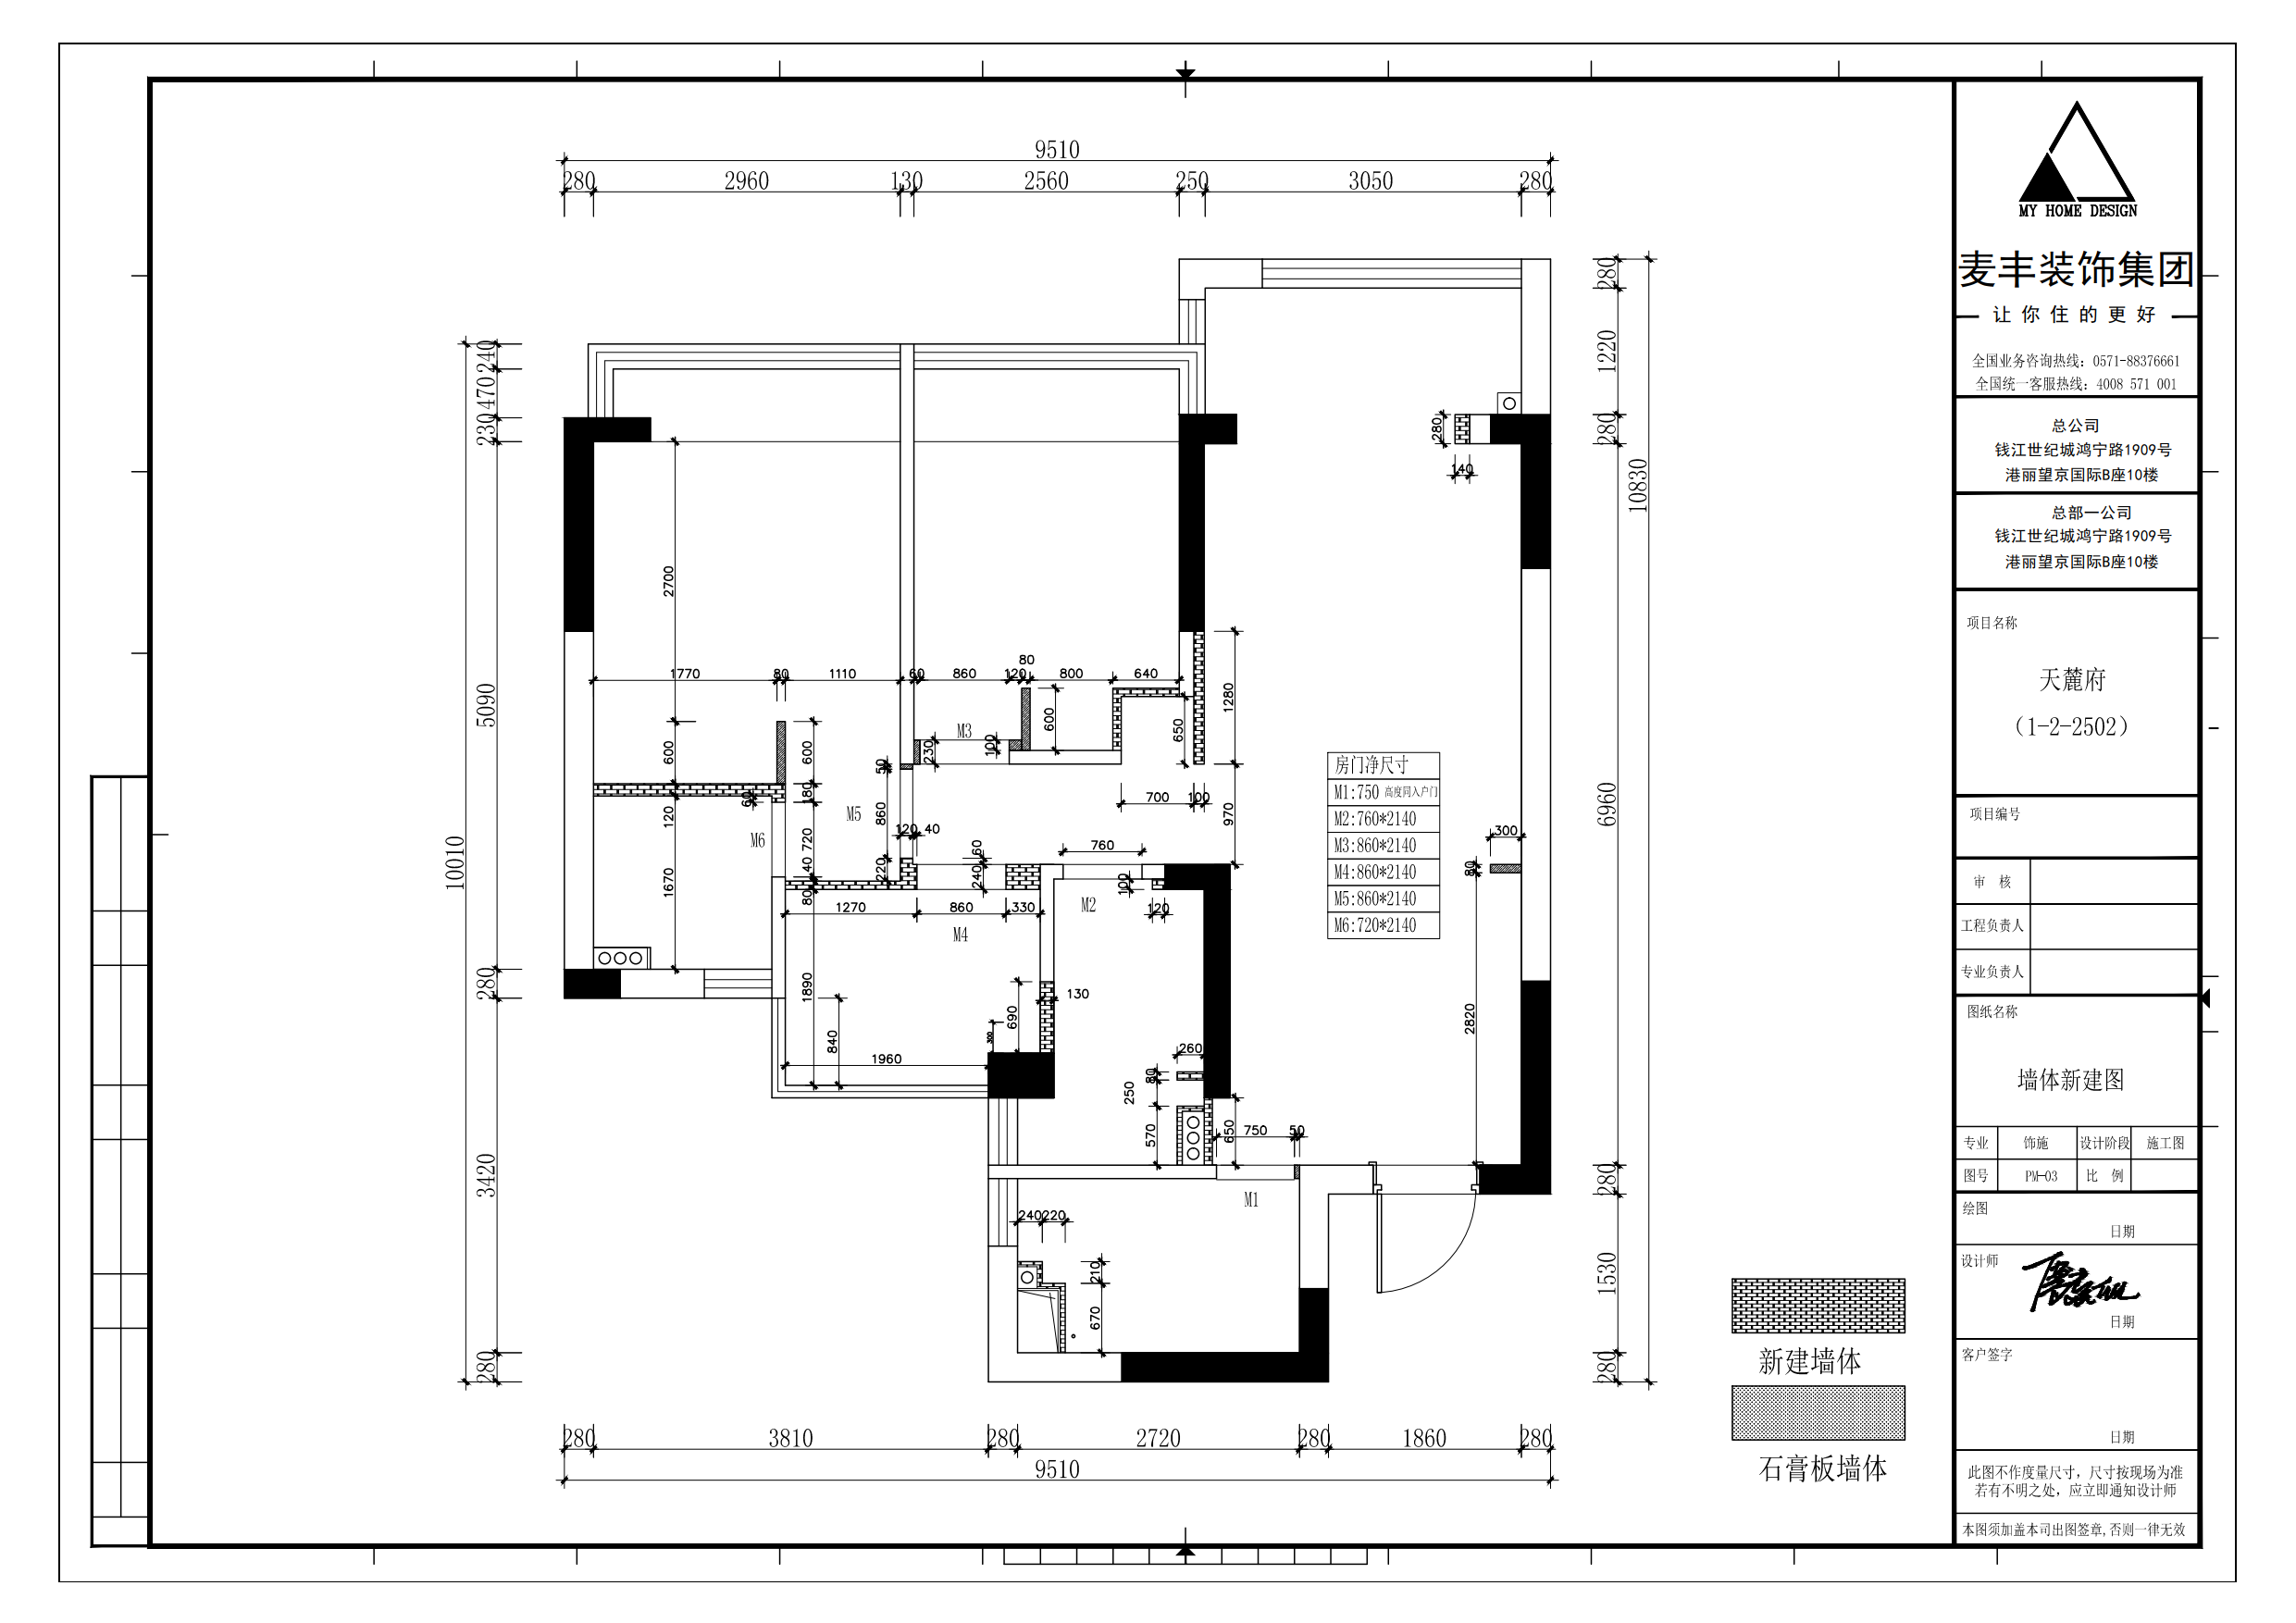 9510
280 2960 130 2560 250 3050 280
MY HOME DESIGN
麦丰装饰集团
让你住的更好
全国业务咨询热线：0571-88376661
全国统一客服热线：4008 571 001
总公司
钱江世纪城鸿宁路1909号
港丽望京国际B座10楼
总部一公司
钱江世纪城鸿宁路1909号
港丽望京国际B座10楼
项目名称
天麓府
（1-2-2502）
项目编号
审 核
工程负责人
专业负责人
图纸名称
墙体新建图
专业 饰施 设计阶段 施工图
图号 PM-03 比 例
绘图
日期
设计师
日期
客户签字
日期
此图不作度量尺寸，尺寸按现场为准
若有不明之处，应立即通知设计师
本图须加盖本司出图签章,否则一律无效
10010
240
470
230
5090
280
3420
280
280
1220
280
6960
280
1530
280
10830
280
140
2700
1770 80 1110 60 860 120 80 800 640
600
600
180
60
120
1670
720
40
80
M6
M5
M3
50
860
120 40
220
230
100
600
650
1280
700 100
970
60
240
760
100
120
M2
1270 860 330
M4
1890
840
1960
690
300
130
260
80
250
570
650
750 50
M1
300
80
2820
240 220
210
670
房门净尺寸
M1:750 高度同入户门
M2:760*2140
M3:860*2140
M4:860*2140
M5:860*2140
M6:720*2140
新建墙体
石膏板墙体
280 3810 280 2720 280 1860 280
9510